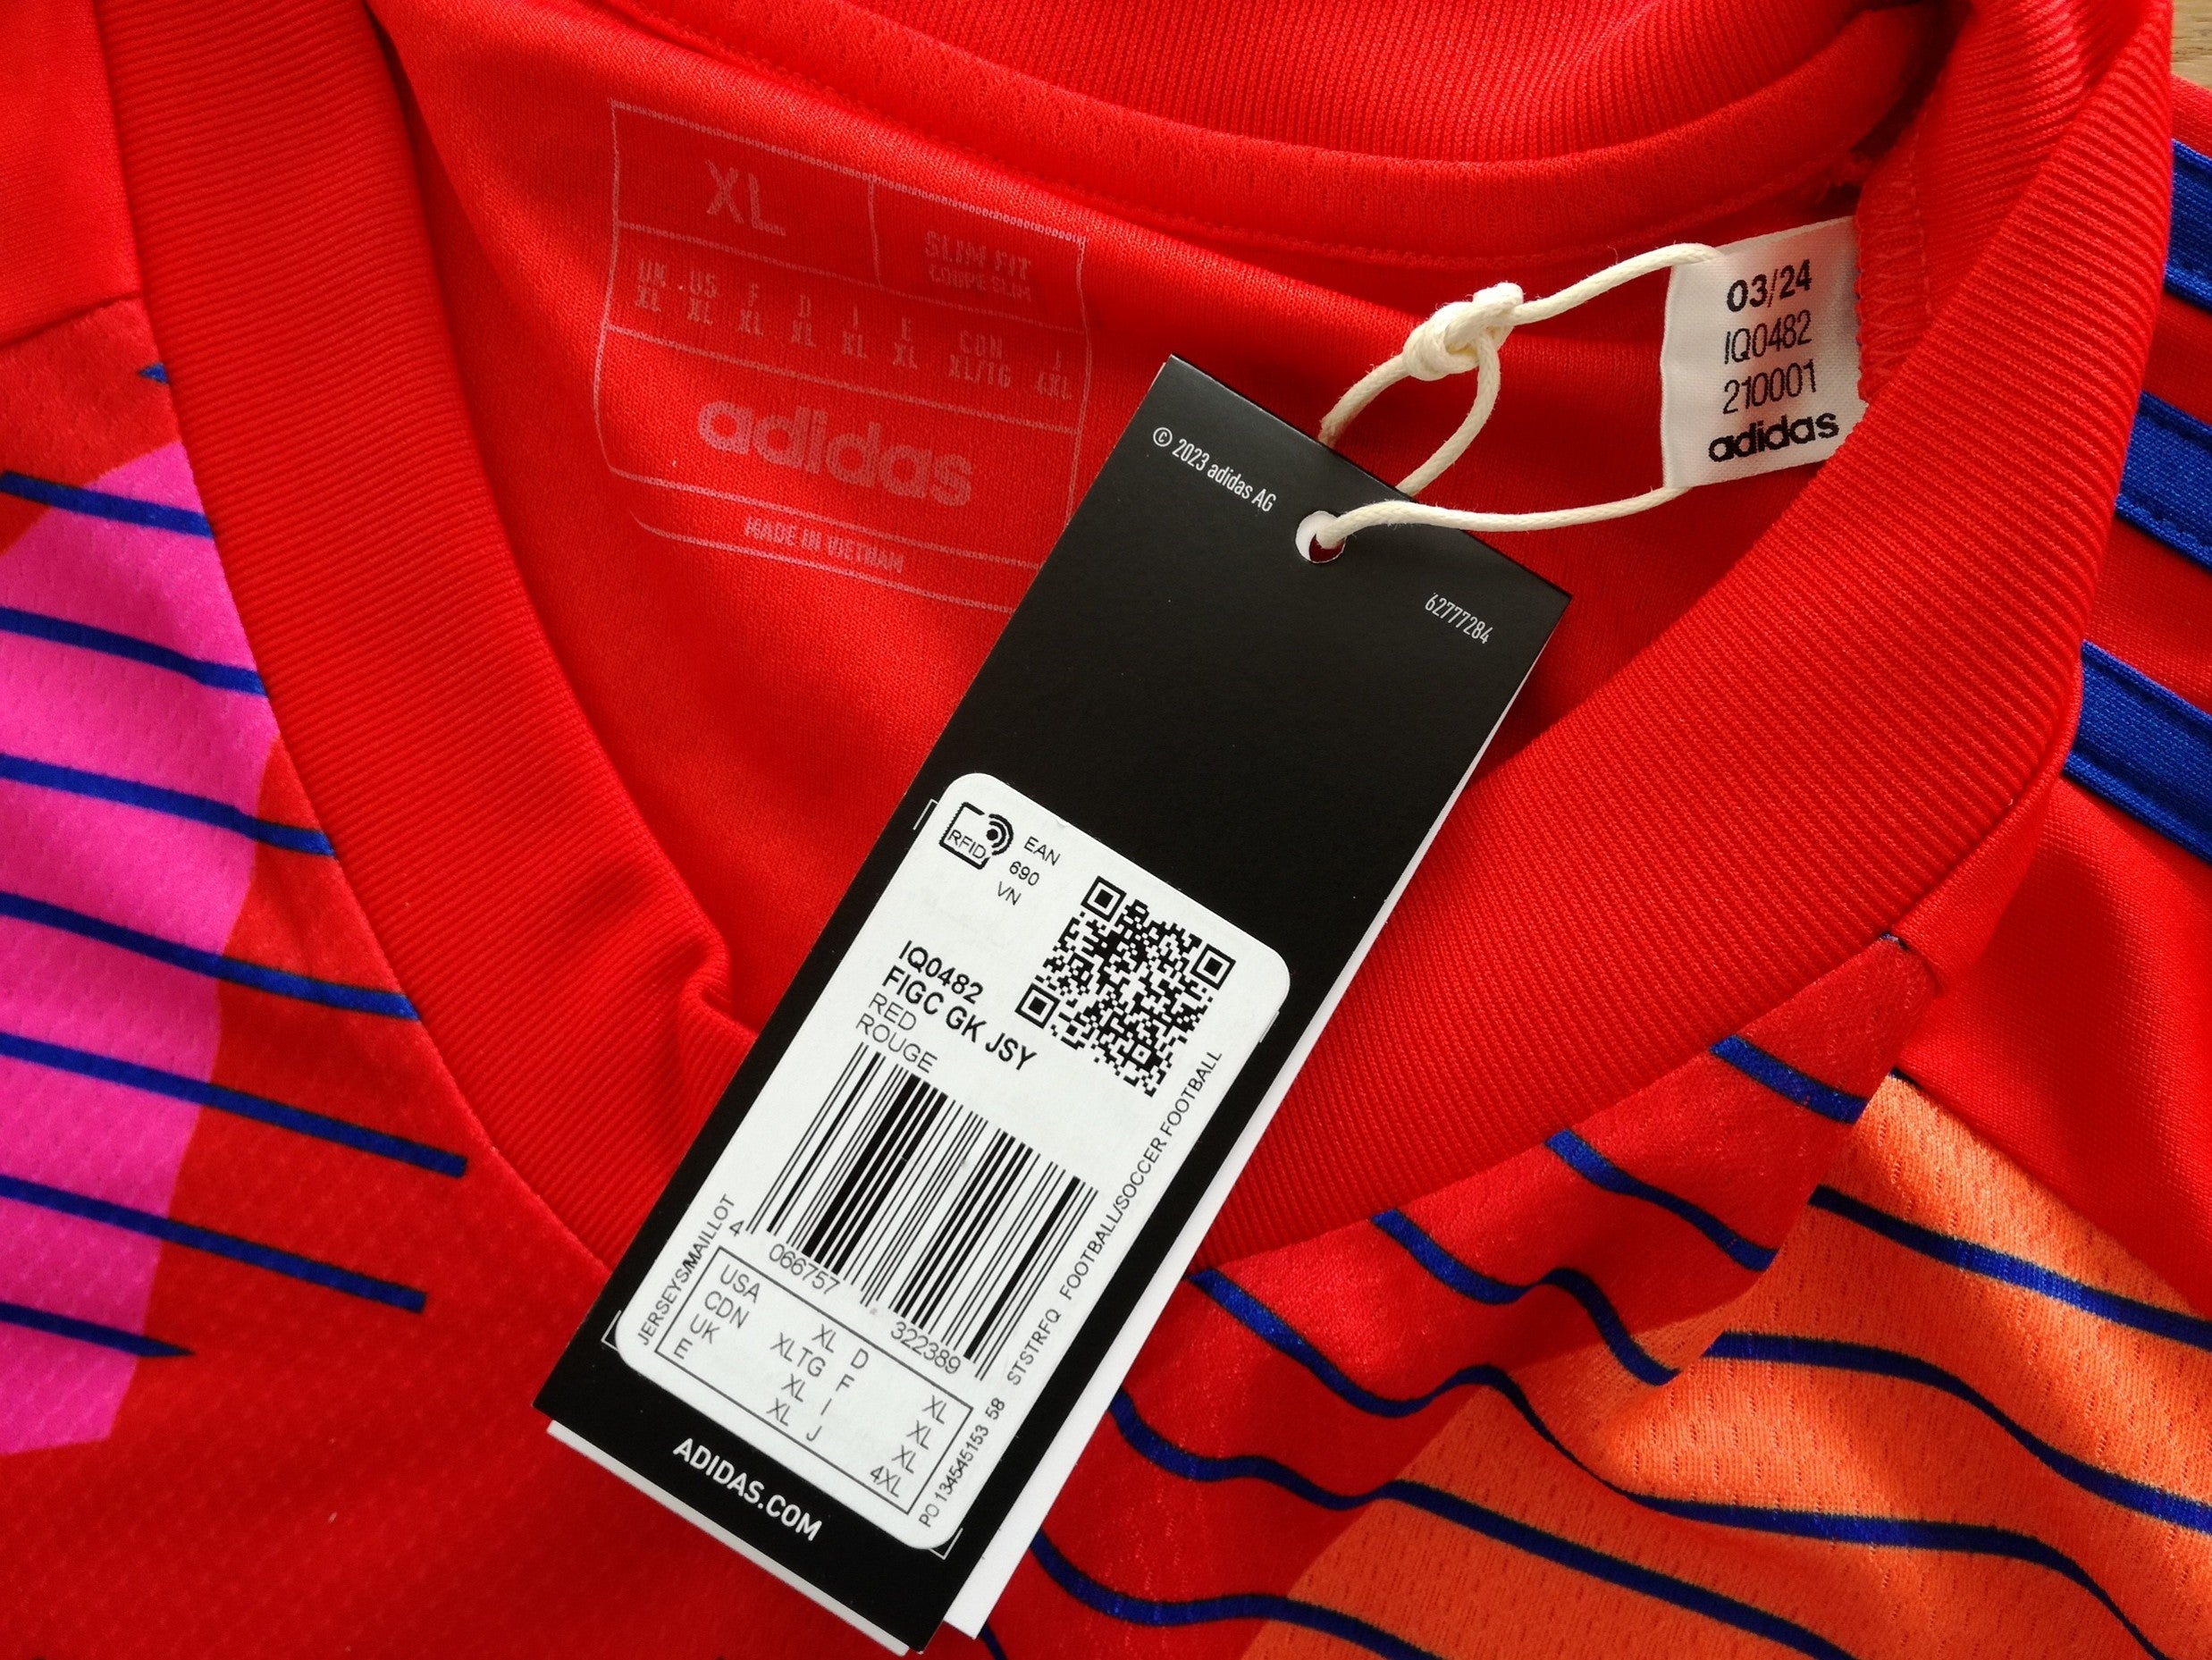 XL
SLIM FIT
COUPE SLIM
UK US F D I E CDN J
XL XL XL XL XL XL XL/TG 4XL
adidas
MADE IN VIETNAM
03/24
IQ0482
210001
adidas
© 2023 adidas AG
62777284
RFID
EAN
690
VN
IQ0482
FIGC GK JSY
RED
ROUGE
4 066757 322389
JERSEYS/MAILLOT
STSTRFQ FOOTBALL/SOCCER FOOTBALL
USA XL D XL
CDN XLTG F XL
UK XL I XL
E XL J 4XL
PO 134545153 58
ADIDAS.COM